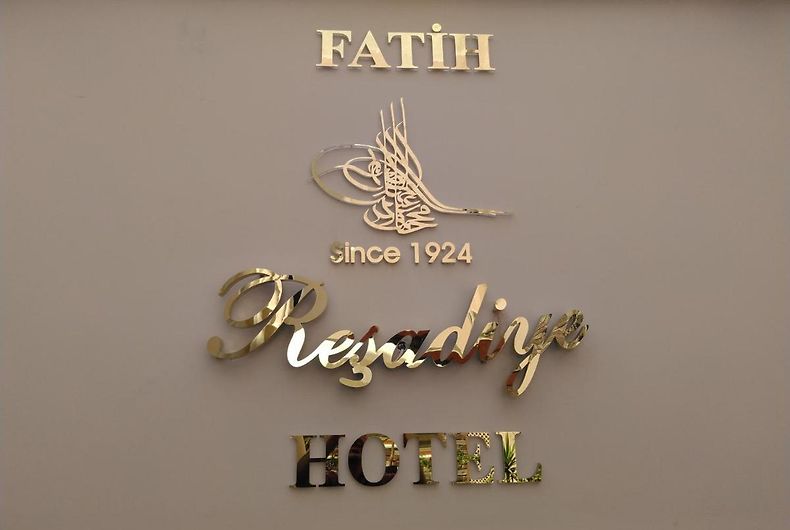 FATİH
Since 1924
Reşadiye
HOTEL